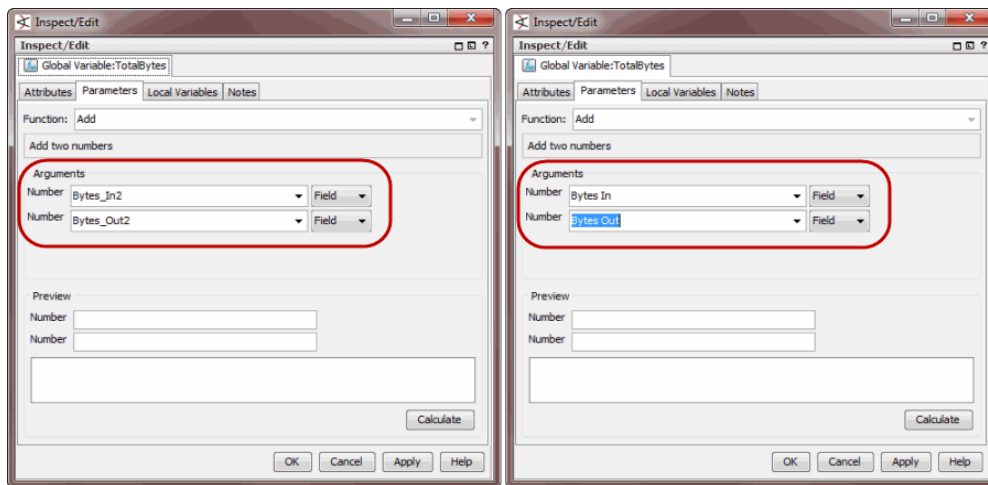 Inspect/Edit
Inspect/Edit
?
Global Variable:TotalBytes
Attributes Parameters Local Variables Notes
Function: Add
Add two numbers
Arguments
Number Bytes_In2 Field
Number Bytes_Out2 Field
Preview
Number
Number
Calculate
OK Cancel Apply Help
Inspect/Edit
Inspect/Edit
?
Global Variable:TotalBytes
Attributes Parameters Local Variables Notes
Function: Add
Add two numbers
Arguments
Number Bytes In Field
Number Bytes Out Field
Preview
Number
Number
Calculate
OK Cancel Apply Help